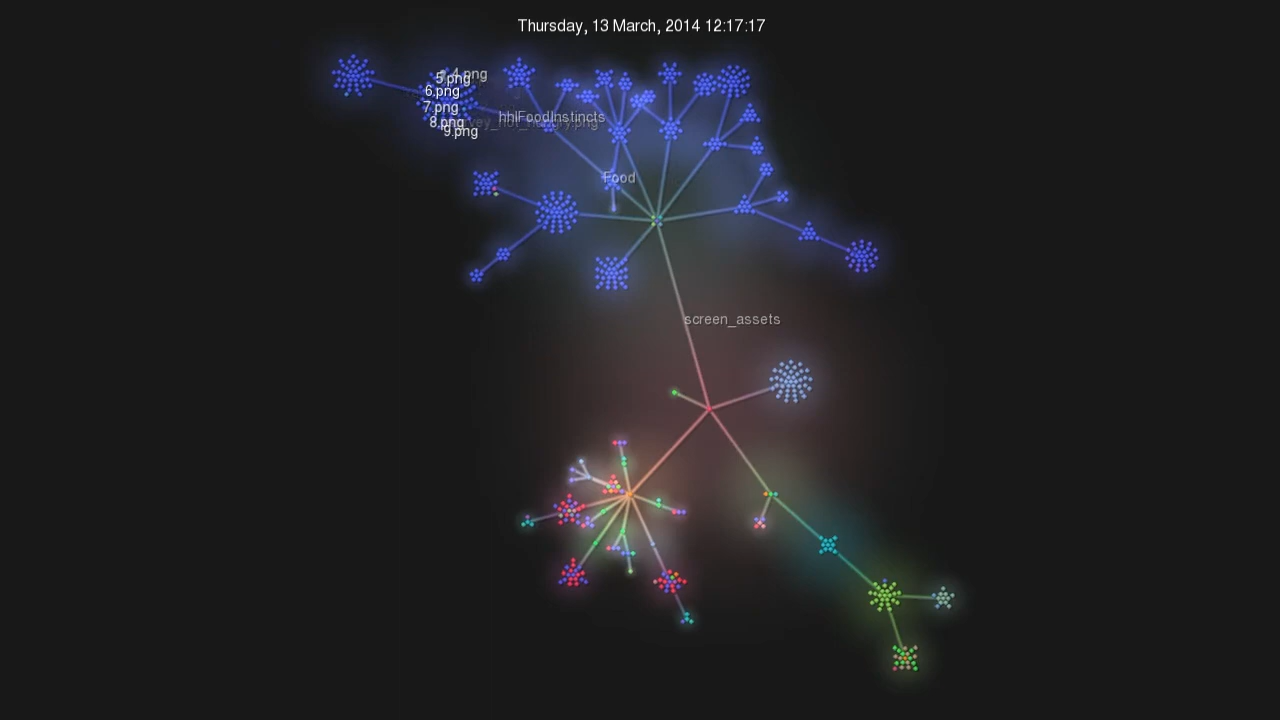 Thursday, 13 March, 2014 12:17:17
4.png
5.png
6.png
7.png
hhlFoodInstincts
8.png
9.png
Food
screen_assets